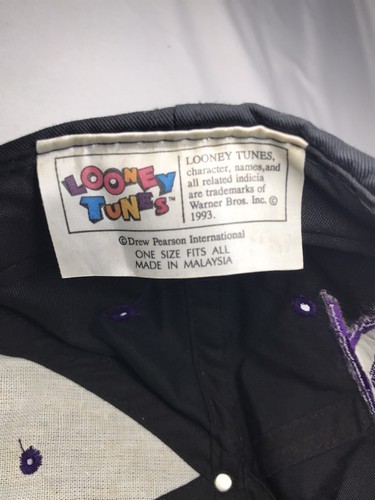 LOONEY
TUNES™
LOONEY TUNES,
character, names,and
all related indicia
are trademarks of
Warner Bros. Inc.©
1993.
©Drew Pearson International
ONE SIZE FITS ALL
MADE IN MALAYSIA